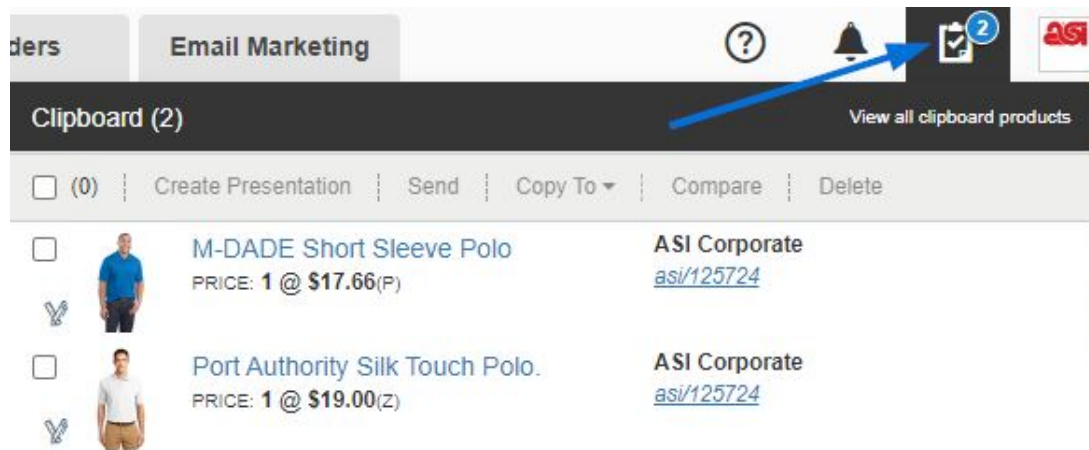 ders
Email Marketing
?
2
asi
Clipboard (2)
View all clipboard products
(0)
Create Presentation
Send
Copy To
Compare
Delete
M-DADE Short Sleeve Polo
ASI Corporate
PRICE: 1 @ $17.66(P)
asi/125724
Port Authority Silk Touch Polo.
ASI Corporate
PRICE: 1 @ $19.00(Z)
asi/125724